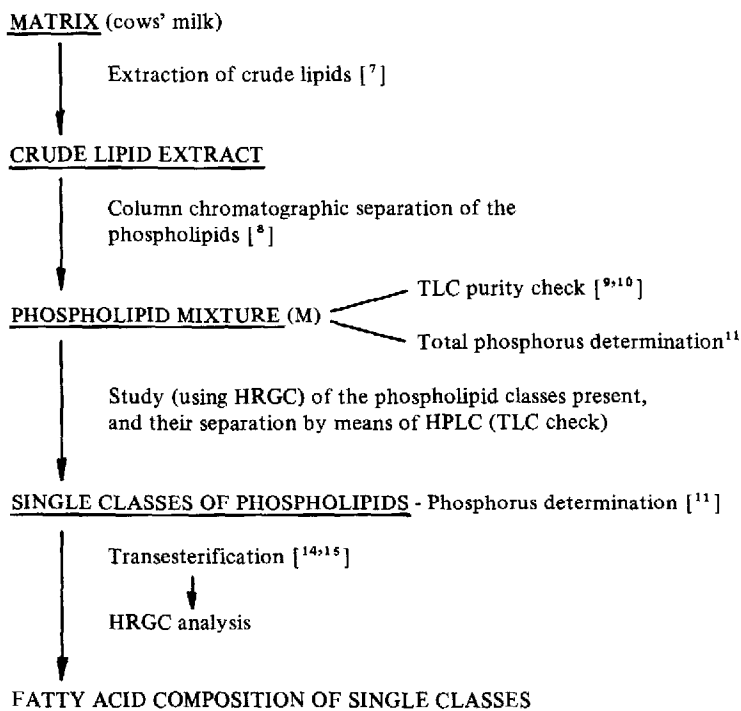 MATRIX (cows' milk)
Extraction of crude lipids [⁷]
CRUDE LIPID EXTRACT
Column chromatographic separation of the
phospholipids [⁸]
TLC purity check [⁹,¹⁰]
PHOSPHOLIPID MIXTURE (M)
Total phosphorus determination¹¹
Study (using HRGC) of the phospholipid classes present,
and their separation by means of HPLC (TLC check)
SINGLE CLASSES OF PHOSPHOLIPIDS - Phosphorus determination [¹¹]
Transesterification [¹⁴,¹⁵]
HRGC analysis
FATTY ACID COMPOSITION OF SINGLE CLASSES